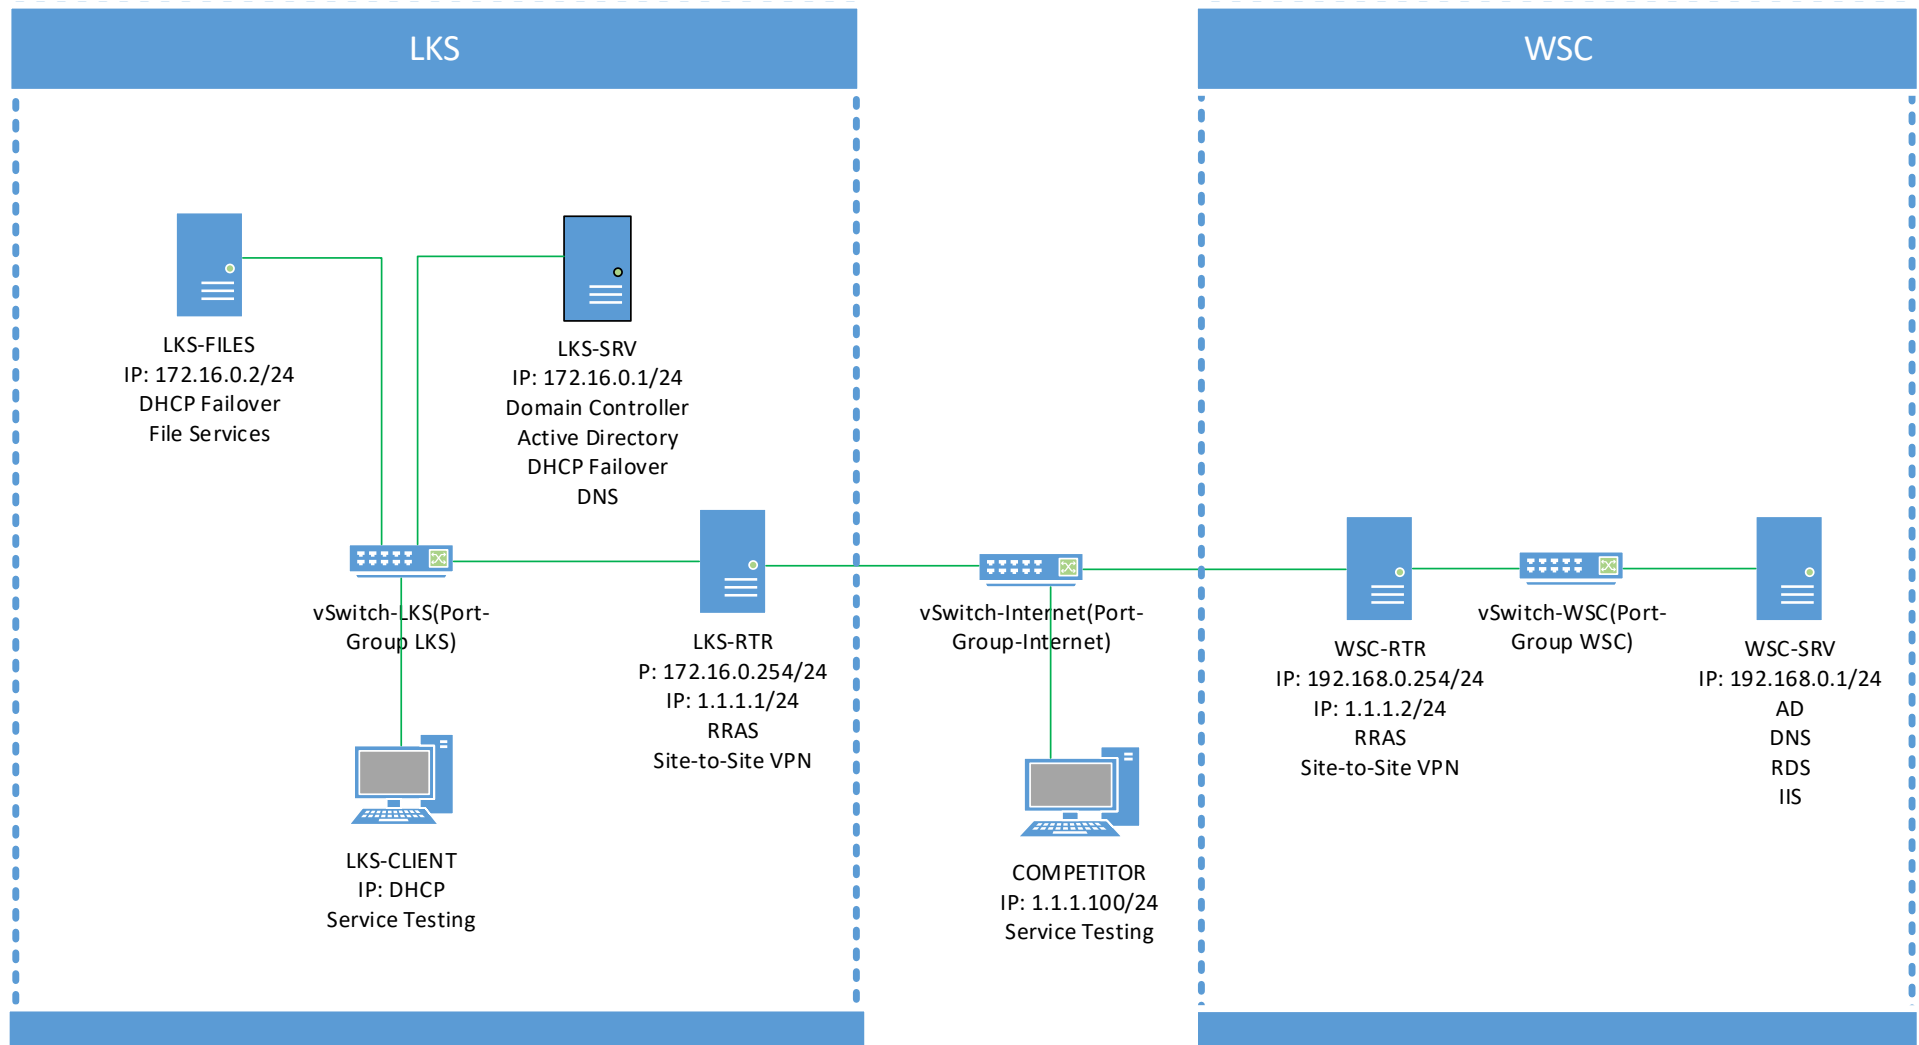 LKS
WSC
LKS-FILES
IP: 172.16.0.2/24
DHCP Failover
File Services
LKS-SRV
IP: 172.16.0.1/24
Domain Controller
Active Directory
DHCP Failover
DNS
vSwitch-LKS(Port-
Group LKS)
LKS-RTR
P: 172.16.0.254/24
IP: 1.1.1.1/24
RRAS
Site-to-Site VPN
LKS-CLIENT
IP: DHCP
Service Testing
vSwitch-Internet(Port-
Group-Internet)
COMPETITOR
IP: 1.1.1.100/24
Service Testing
WSC-RTR
IP: 192.168.0.254/24
IP: 1.1.1.2/24
RRAS
Site-to-Site VPN
vSwitch-WSC(Port-
Group WSC)
WSC-SRV
IP: 192.168.0.1/24
AD
DNS
RDS
IIS